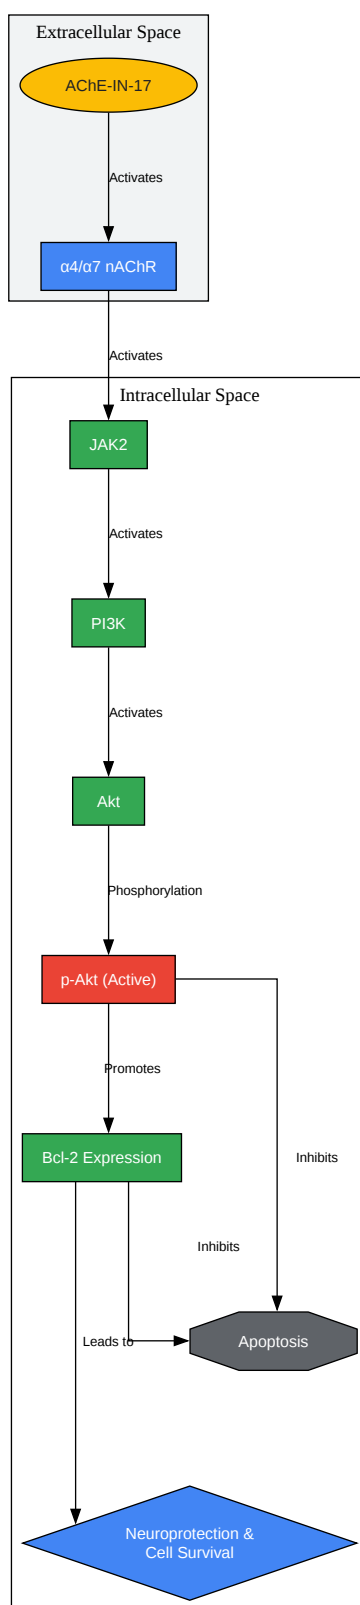 Extracellular Space
AChE-IN-17
Activates
α4/α7 nAChR
Activates
Intracellular Space
JAK2
Activates
PI3K
Activates
Akt
Phosphorylation
p-Akt (Active)
Promotes
Bcl-2 Expression
Inhibits
Inhibits
Leads to
Apoptosis
Neuroprotection &
Cell Survival